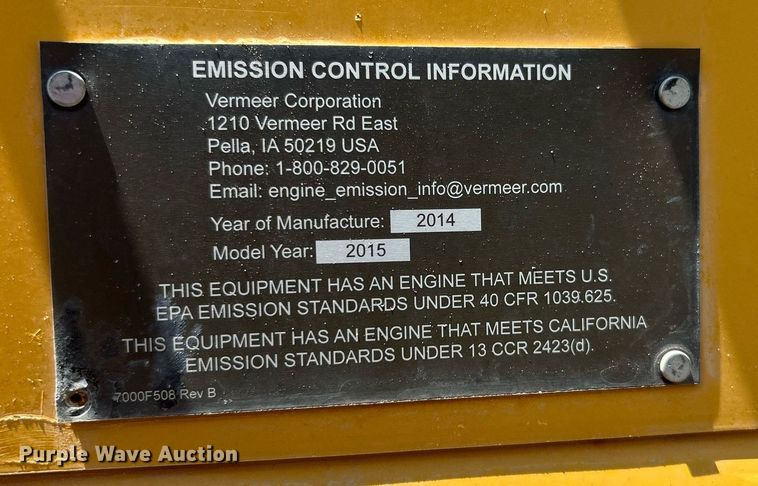 EMISSION CONTROL INFORMATION
Vermeer Corporation
1210 Vermeer Rd East
Pella, IA 50219 USA
Phone: 1-800-829-0051
Email: engine_emission_info@vermeer.com
Year of Manufacture: 2014
Model Year: 2015
THIS EQUIPMENT HAS AN ENGINE THAT MEETS U.S.
EPA EMISSION STANDARDS UNDER 40 CFR 1039.625.
THIS EQUIPMENT HAS AN ENGINE THAT MEETS CALIFORNIA
EMISSION STANDARDS UNDER 13 CCR 2423(d).
7000F508 Rev B
Purple Wave Auction